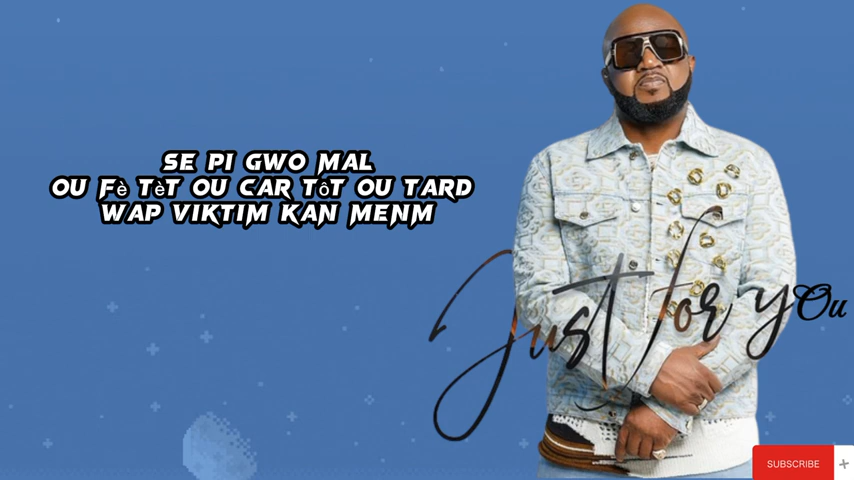 SE PI GWO MAL
OU Fè TèT OU CAR TôT OU TARD
WAP VIKTIM KAN MENM
Just for you
SUBSCRIBE